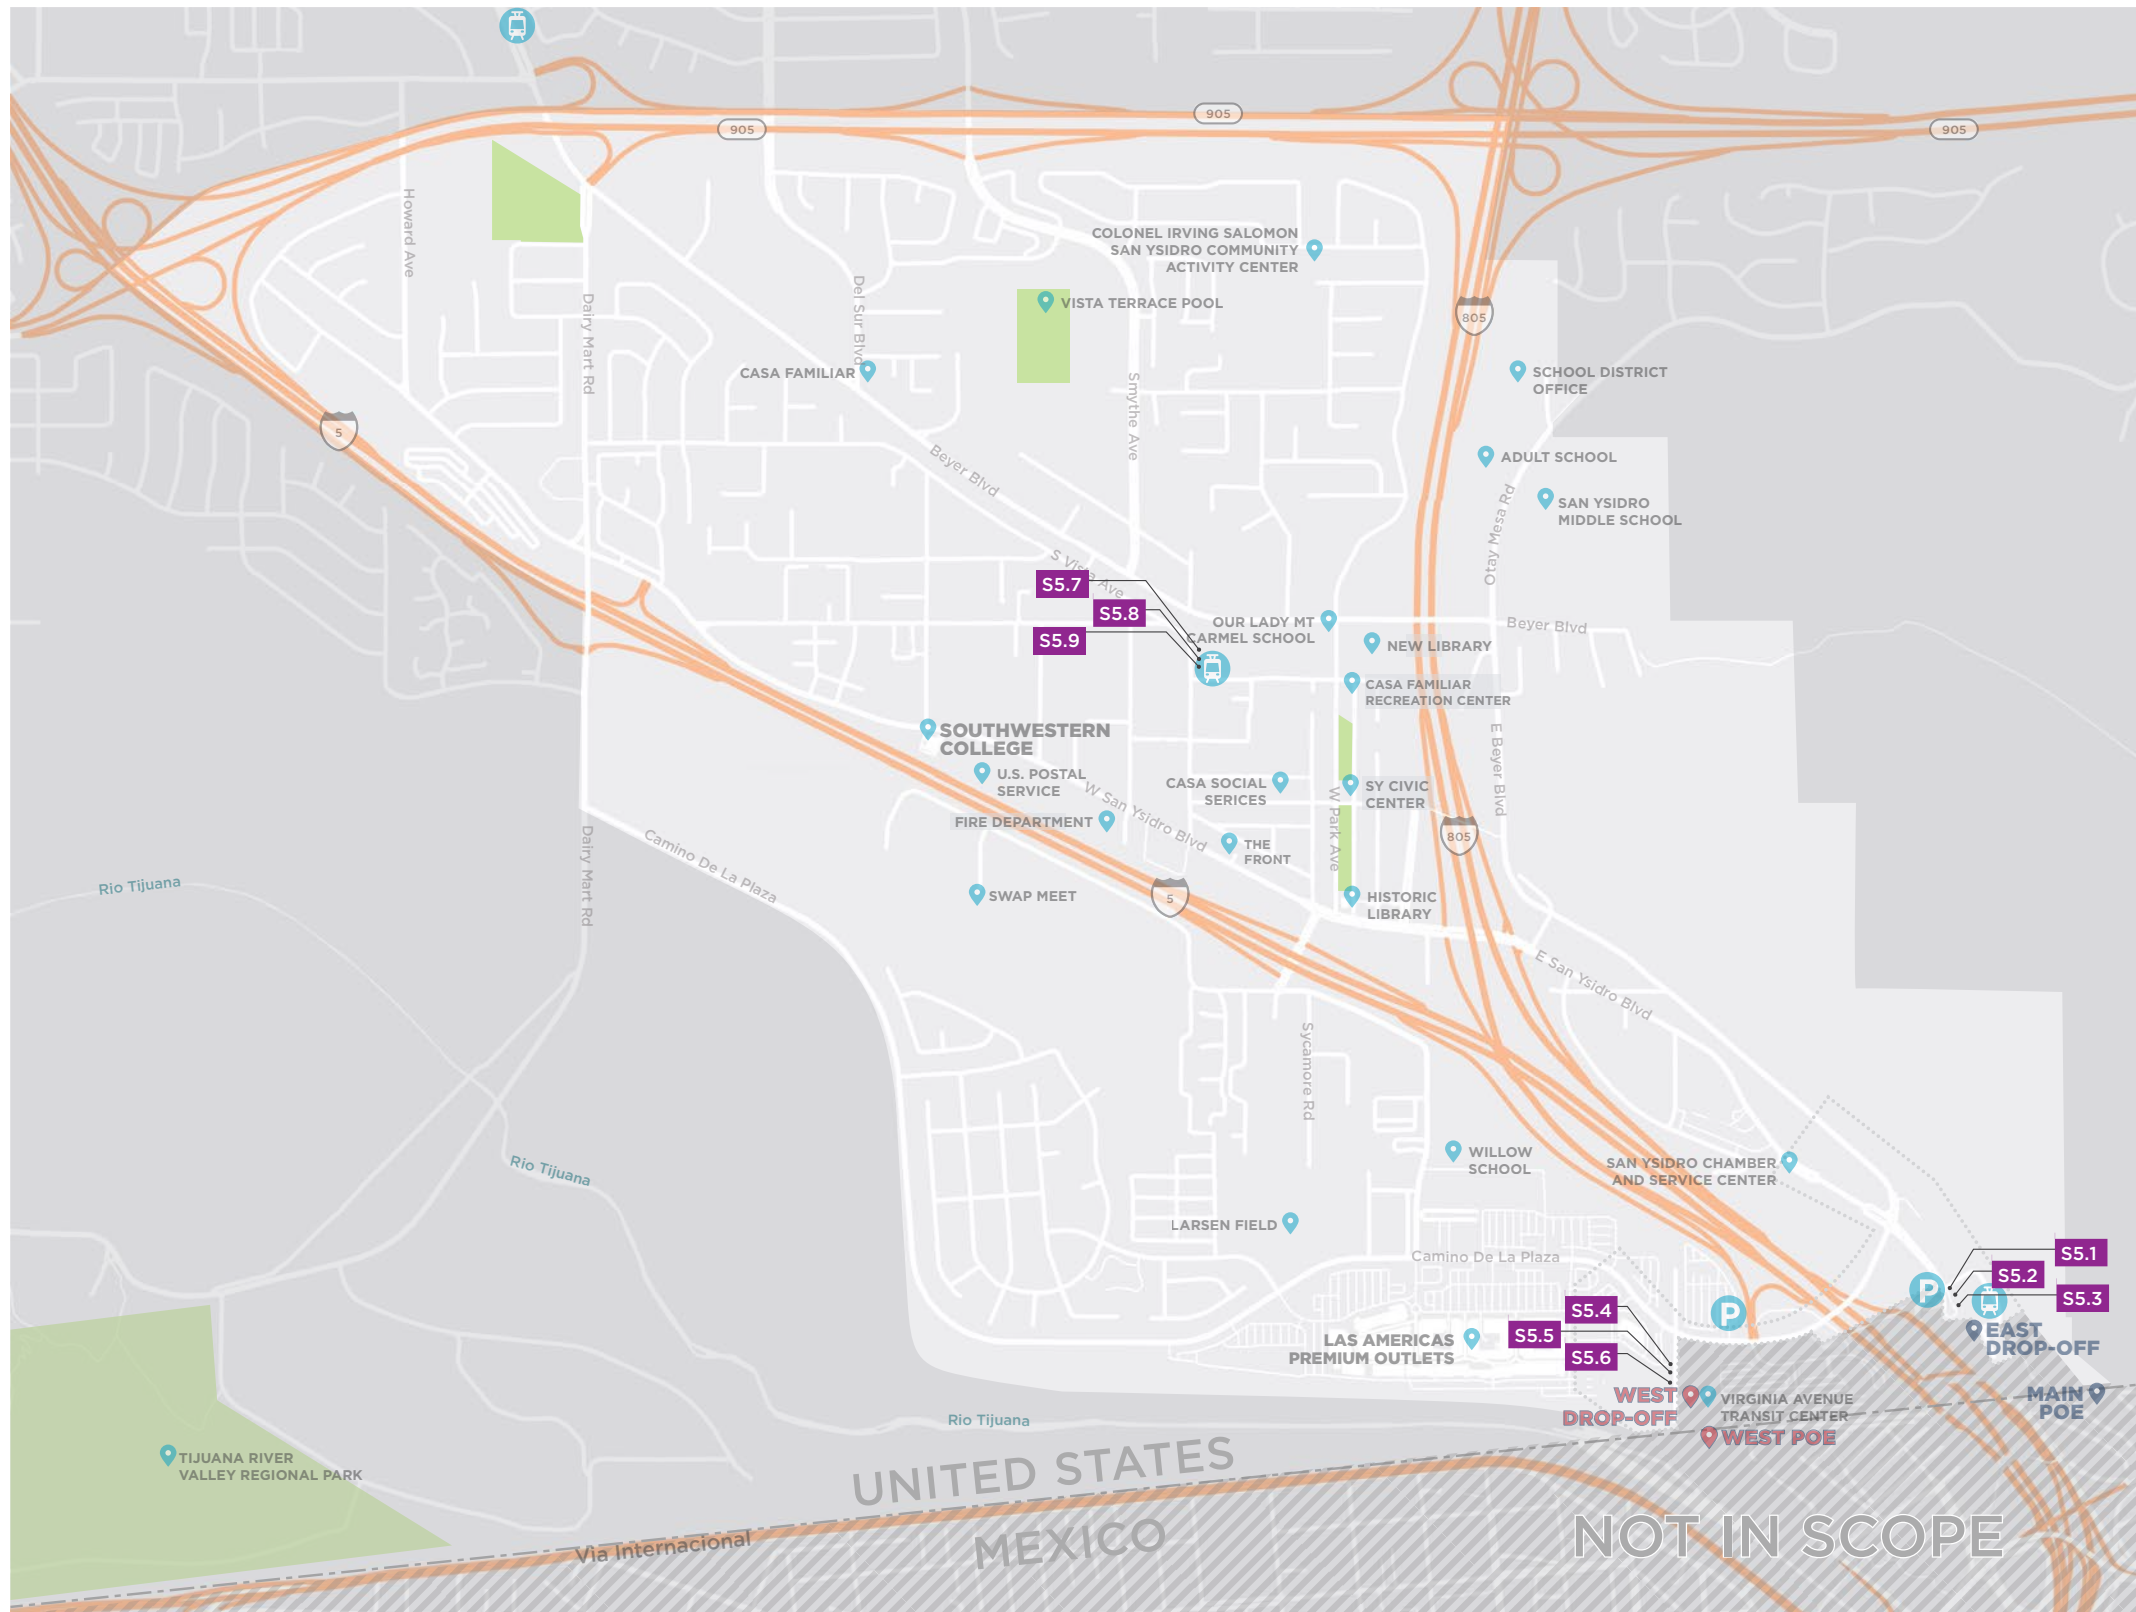 905
905
905
Howard Ave
COLONEL IRVING SALOMON
SAN YSIDRO COMMUNITY
ACTIVITY CENTER
Del Sur Blvd
Dairy Mart Rd
VISTA TERRACE POOL
805
CASA FAMILIAR
Smythe Ave
SCHOOL DISTRICT
OFFICE
5
Beyer Blvd
ADULT SCHOOL
Otay Mesa Rd
SAN YSIDRO
MIDDLE SCHOOL
S Vista Ave
S5.7
S5.8
S5.9
OUR LADY MT
CARMEL SCHOOL
Beyer Blvd
NEW LIBRARY
CASA FAMILIAR
RECREATION CENTER
SOUTHWESTERN
COLLEGE
E Beyer Blvd
U.S. POSTAL
SERVICE
CASA SOCIAL
SERICES
SY CIVIC
CENTER
W San Ysidro Blvd
W Park Ave
FIRE DEPARTMENT
805
THE
FRONT
Dairy Mart Rd
Camino De La Plaza
Rio Tijuana
SWAP MEET
5
HISTORIC
LIBRARY
E San Ysidro Blvd
Sycamore Rd
WILLOW
SCHOOL
SAN YSIDRO CHAMBER
AND SERVICE CENTER
Rio Tijuana
LARSEN FIELD
Camino De La Plaza
S5.1
S5.2
S5.3
P
P
S5.4
S5.5
S5.6
LAS AMERICAS
PREMIUM OUTLETS
EAST
DROP-OFF
WEST
DROP-OFF
VIRGINIA AVENUE
TRANSIT CENTER
MAIN
POE
WEST POE
Rio Tijuana
TIJUANA RIVER
VALLEY REGIONAL PARK
UNITED STATES
MEXICO
Via Internacional
NOT IN SCOPE